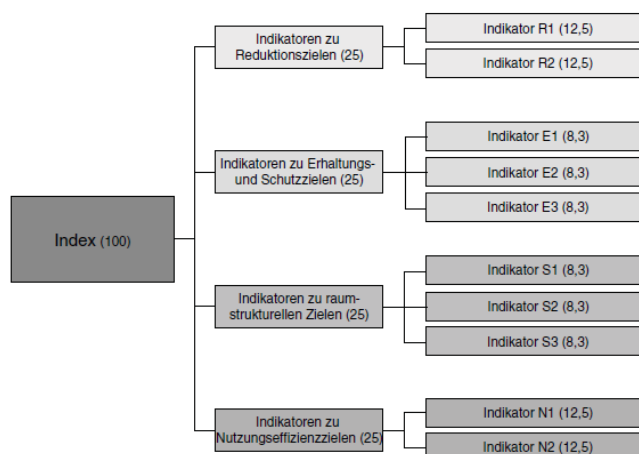 Indikatoren zu
Reduktionszielen (25)
Indikator R1 (12,5)
Indikator R2 (12,5)
Indikatoren zu Erhaltungs-
und Schutzzielen (25)
Indikator E1 (8,3)
Indikator E2 (8,3)
Indikator E3 (8,3)
Index (100)
Indikatoren zu raum-
strukturellen Zielen (25)
Indikator S1 (8,3)
Indikator S2 (8,3)
Indikator S3 (8,3)
Indikatoren zu
Nutzungseffizienzzielen (25)
Indikator N1 (12,5)
Indikator N2 (12,5)